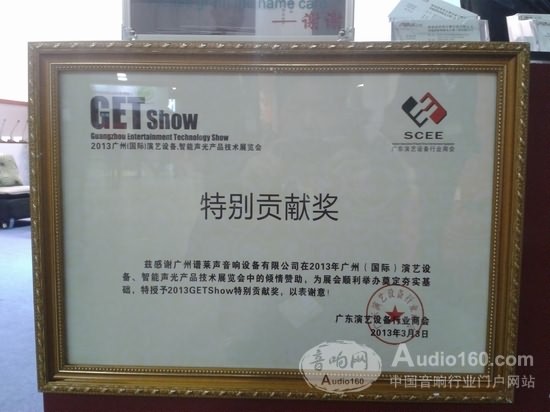 the name card
谢谢
GET Show
Guangzhou Entertainment Technology Show
2013广州(国际)演艺设备、智能声光产品技术展览会
SCEE
广东演艺设备行业商会
特别贡献奖
兹感谢广州谱莱声音响设备有限公司在2013年广州（国际）演艺设
备、智能声光产品技术展览会中的倾情赞助，为展会顺利举办奠定夯实基
础，特授予2013GETShow特别贡献奖，以表谢意！
广东演艺设备行业商会
2013年3月3日
音响网
Audio160
Audio160.com
中国音响行业门户网站